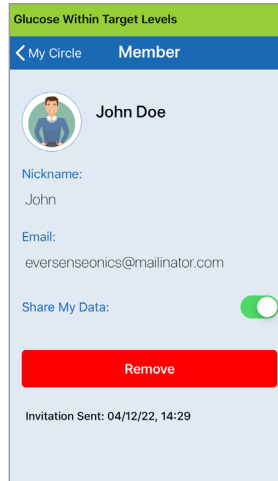 Glucose Within Target Levels
My Circle Member
John Doe
Nickname:
John
Email:
eversenseonics@mailinator.com
Share My Data:
Remove
Invitation Sent: 04/12/22, 14:29